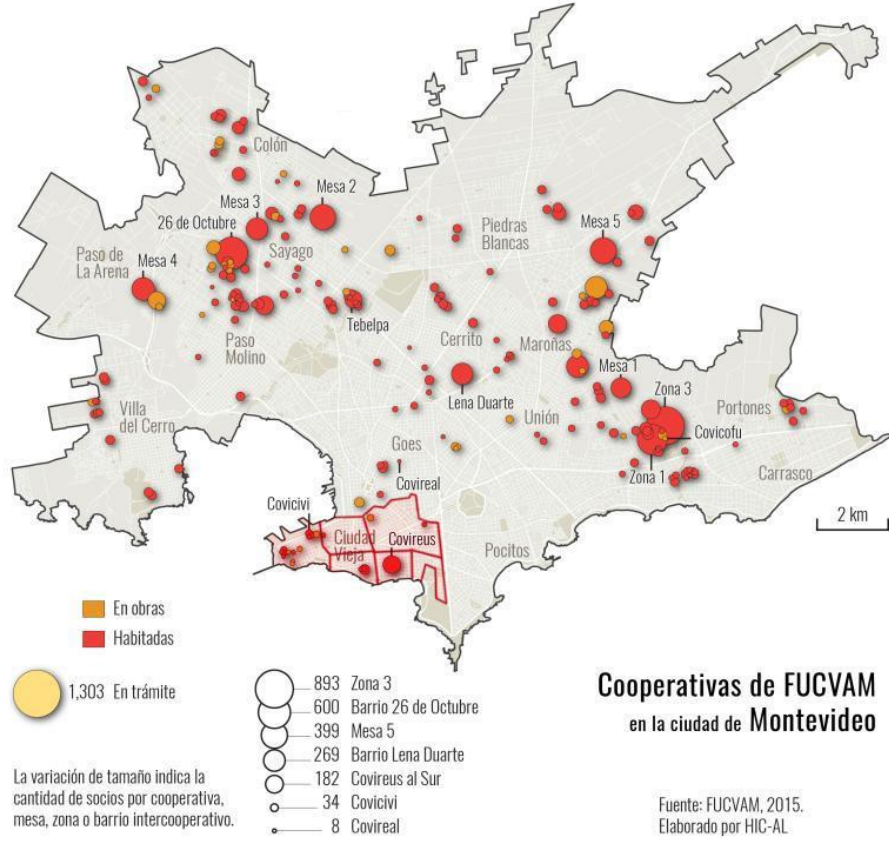 Colón
Mesa 3
Mesa 2
26 de Octubre
Sayago
Piedras
Blancas
Mesa 5
Paso de
La Arena
Mesa 4
Tebelpa
Paso
Molino
Cerrito
Maroñas
Mesa 1
Lena Duarte
Zona 3
Portones
Villa
del Cerro
Unión
Covicofu
Goes
Covireal
Zona 1
Carrasco
Covicivi
Ciudad
Vieja
Covireus
Pocitos
2 km
En obras
Habitadas
1,303 En trámite
893 Zona 3
600 Barrio 26 de Octubre
399 Mesa 5
269 Barrio Lena Duarte
182 Covireus al Sur
34 Covicivi
8 Covireal
Cooperativas de FUCVAM
en la ciudad de Montevideo
La variación de tamaño indica la
cantidad de socios por cooperativa,
mesa, zona o barrio intercooperativo.
Fuente: FUCVAM, 2015.
Elaborado por HIC-AL